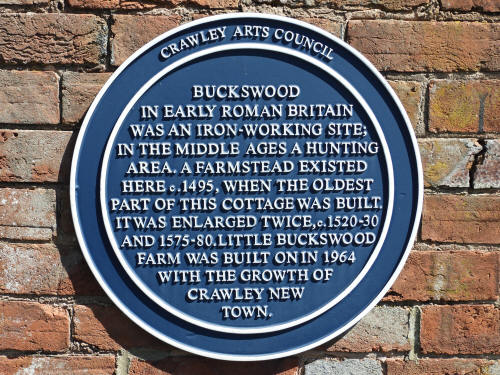 CRAWLEY ARTS COUNCIL
BUCKSWOOD
IN EARLY ROMAN BRITAIN
WAS AN IRON-WORKING SITE;
IN THE MIDDLE AGES A HUNTING
AREA. A FARMSTEAD EXISTED
HERE c.1495, WHEN THE OLDEST
PART OF THIS COTTAGE WAS BUILT.
IT WAS ENLARGED TWICE, c.1520-30
AND 1575-80. LITTLE BUCKSWOOD
FARM WAS BUILT ON IN 1964
WITH THE GROWTH OF
CRAWLEY NEW
TOWN.